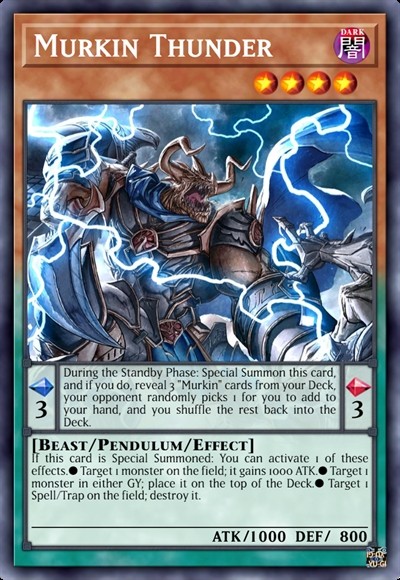 MURKIN THUNDER
DARK
闇
During the Standby Phase: Special Summon this card,
and if you do, reveal 3 "Murkin" cards from your Deck,
your opponent randomly picks 1 for you to add to
your hand, and you shuffle the rest back into the
Deck.
3
3
[BEAST/PENDULUM/EFFECT]
If this card is Special Summoned: You can activate 1 of these
effects.● Target 1 monster on the field; it gains 1000 ATK.● Target 1
monster in either GY; place it on the top of the Deck.● Target 1
Spell/Trap on the field; destroy it.
ATK/1000 DEF/ 800